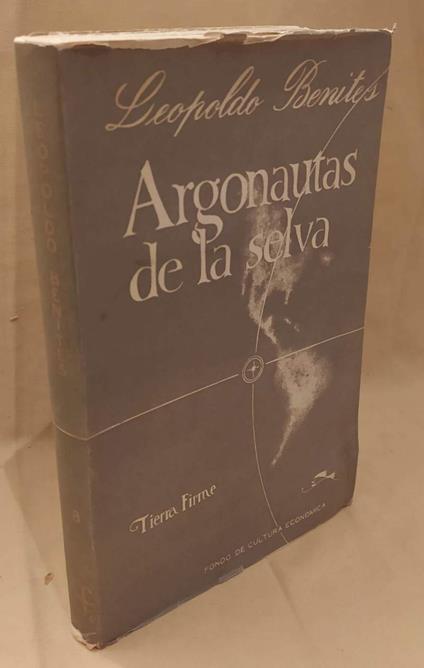 Leopoldo Benites
Argonautas
de la selva
Tierra Firme
FONDO DE CULTURA ECONOMICA
LEOPOLDO BENITES